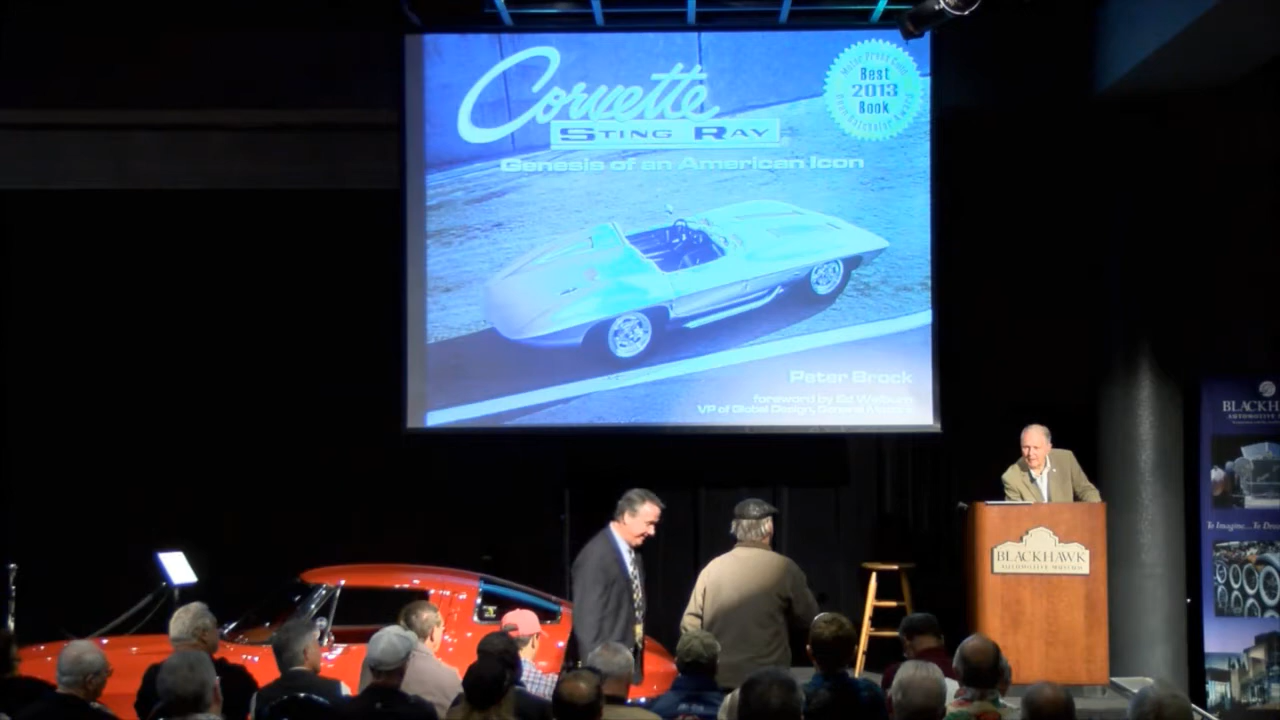 Corvette
STING RAY
Genesis of an American Icon
Best
2013
Book
Peter Brock
foreword by Ed Welburn
VP of Global Design, General Motors
BLACKHAWK
AUTOMOTIVE MUSEUM
BLACKH
AUTOMOTIVE
To Imagine...To Dre